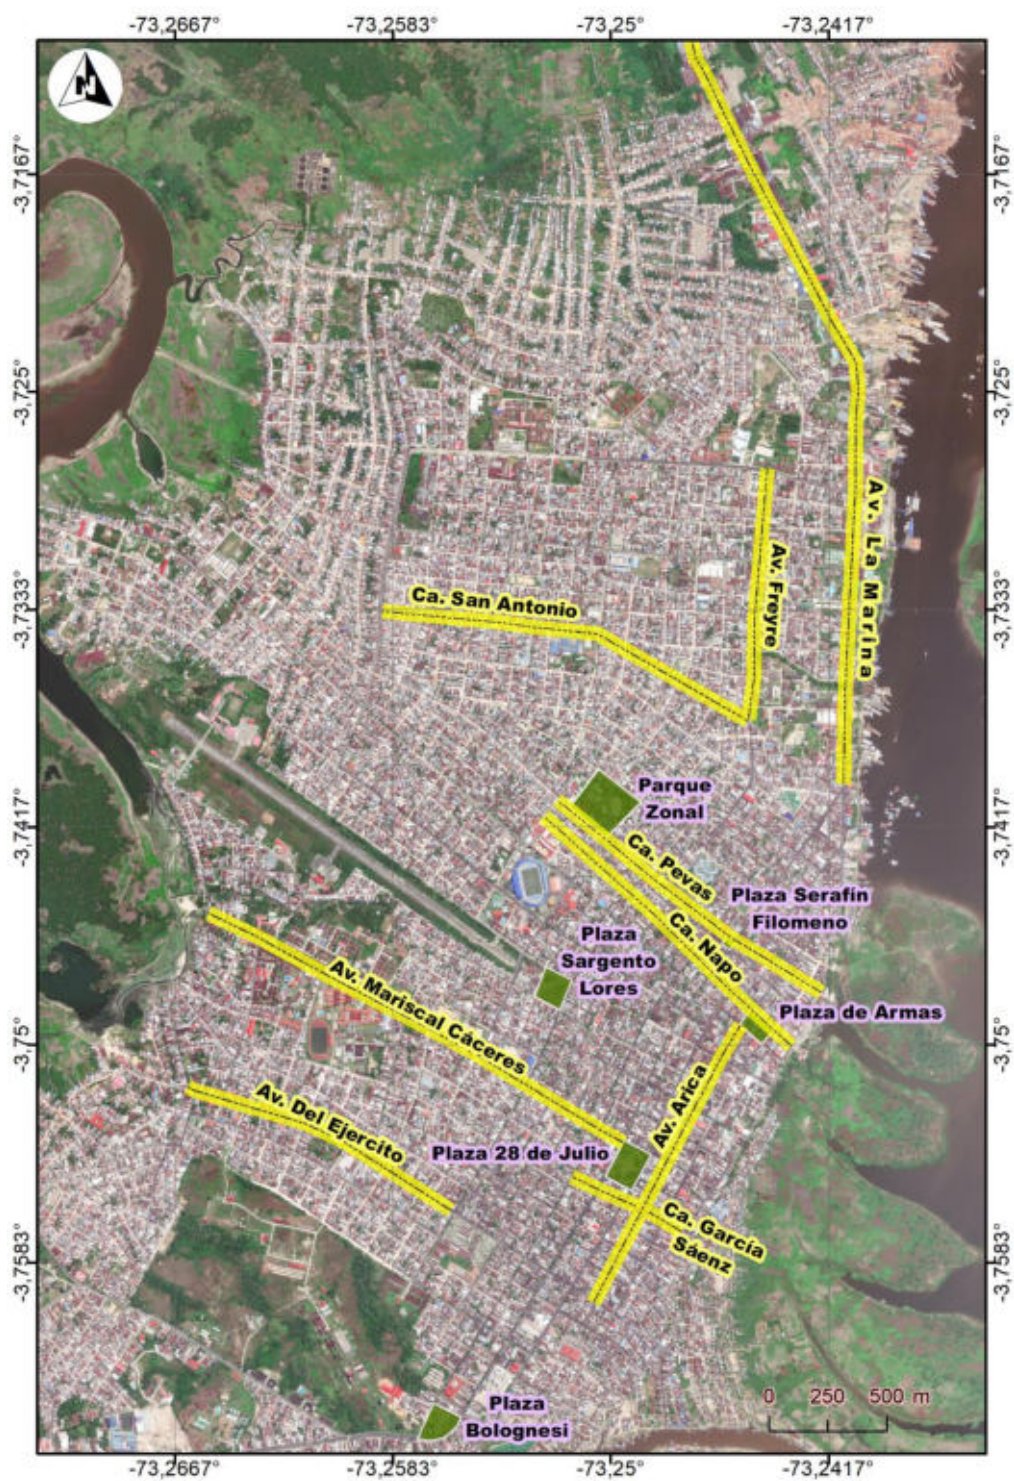 -73,2667°
-73,2583°
-73,25°
-73,2417°
N
-3,7167°
-3,7167°
-3,725°
-3,725°
Av. La Marina
Av. Freyre
Ca. San Antonio
-3,7333°
-3,7333°
Parque
Zonal
-3,7417°
-3,7417°
Ca. Pevas
Plaza Serafín
Filomeno
Ca. Napo
Plaza
Sargento
Lores
Plaza de Armas
Av. Mariscal Cáceres
-3,75°
-3,75°
Av. Arica
Av. Del Ejercito
Plaza 28 de Julio
Ca. García
Sáenz
-3,7583°
-3,7583°
0 250 500 m
Plaza
Bolognesi
-73,2667°
-73,2583°
-73,25°
-73,2417°